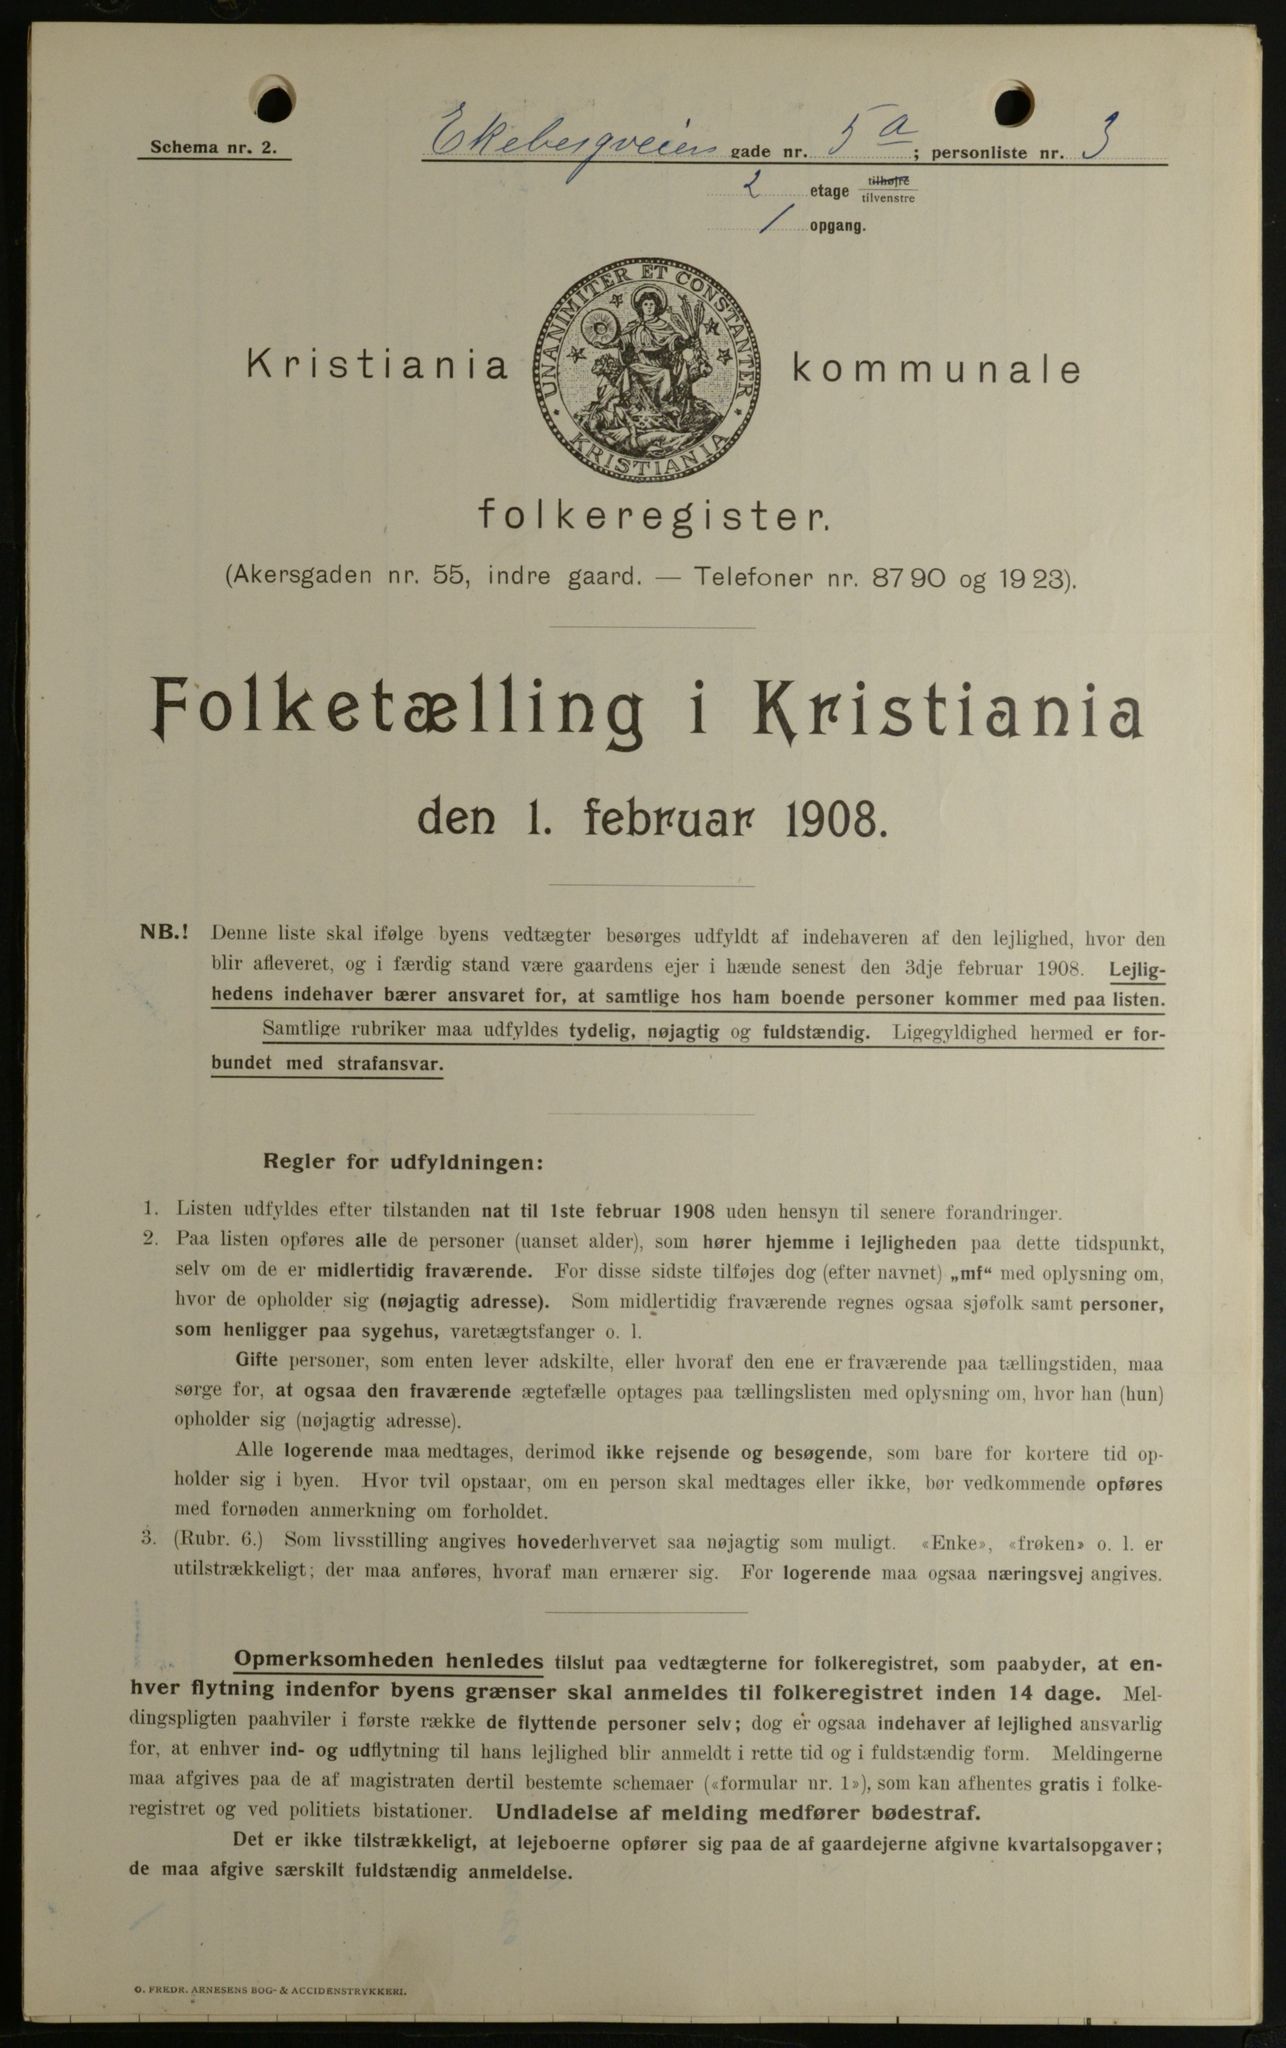 Schema nr. 2.
Ekebergveien gade nr. 5a ; personliste nr. 3
2 etage tilhøjre tilvenstre
1 opgang.
UNANIMITER ET CONSTANTER
KRISTIANIA
Kristiania kommunale
folkeregister.
(Akersgaden nr. 55, indre gaard. — Telefoner nr. 87 90 og 19 23).
Folketælling i Kristiania
den 1. februar 1908.
NB.! Denne liste skal ifølge byens vedtægter besørges udfyldt af indehaveren af den lejlighed, hvor den
blir afleveret, og i færdig stand være gaardens ejer i hænde senest den 3dje februar 1908. Lejlig-
hedens indehaver bærer ansvaret for, at samtlige hos ham boende personer kommer med paa listen.
Samtlige rubriker maa udfyldes tydelig, nøjagtig og fuldstændig. Ligegyldighed hermed er for-
bundet med strafansvar.
Regler for udfyldningen:
1. Listen udfyldes efter tilstanden nat til 1ste februar 1908 uden hensyn til senere forandringer.
2. Paa listen opføres alle de personer (uanset alder), som hører hjemme i lejligheden paa dette tidspunkt,
selv om de er midlertidig fraværende. For disse sidste tilføjes dog (efter navnet) „mf“ med oplysning om,
hvor de opholder sig (nøjagtig adresse). Som midlertidig fraværende regnes ogsaa sjøfolk samt personer,
som henligger paa sygehus, varetægtsfanger o. l.
Gifte personer, som enten lever adskilte, eller hvoraf den ene er fraværende paa tællingstiden, maa
sørge for, at ogsaa den fraværende ægtefælle optages paa tællingslisten med oplysning om, hvor han (hun)
opholder sig (nøjagtig adresse).
Alle logerende maa medtages, derimod ikke rejsende og besøgende, som bare for kortere tid op-
holder sig i byen. Hvor tvil opstaar, om en person skal medtages eller ikke, bør vedkommende opføres
med fornøden anmerkning om forholdet.
3. (Rubr. 6.) Som livsstilling angives hovederhvervet saa nøjagtig som muligt. «Enke», «frøken» o. l. er
utilstrækkeligt; der maa anføres, hvoraf man ernærer sig. For logerende maa ogsaa næringsvej angives.
Opmerksomheden henledes tilslut paa vedtægterne for folkeregistret, som paabyder, at en-
hver flytning indenfor byens grænser skal anmeldes til folkeregistret inden 14 dage. Mel-
dingspligten paahviler i første række de flyttende personer selv; dog er ogsaa indehaver af lejlighed ansvarlig
for, at enhver ind- og udflytning til hans lejlighed blir anmeldt i rette tid og i fuldstændig form. Meldingerne
maa afgives paa de af magistraten dertil bestemte schemaer («formular nr. 1»), som kan afhentes gratis i folke-
registret og ved politiets bistationer. Undladelse af melding medfører bødestraf.
Det er ikke tilstrækkeligt, at lejeboerne opfører sig paa de af gaardejerne afgivne kvartalsopgaver;
de maa afgive særskilt fuldstændig anmeldelse.
O. FREDR. ARNESENS BOG- & ACCIDENSTRYKKERI.